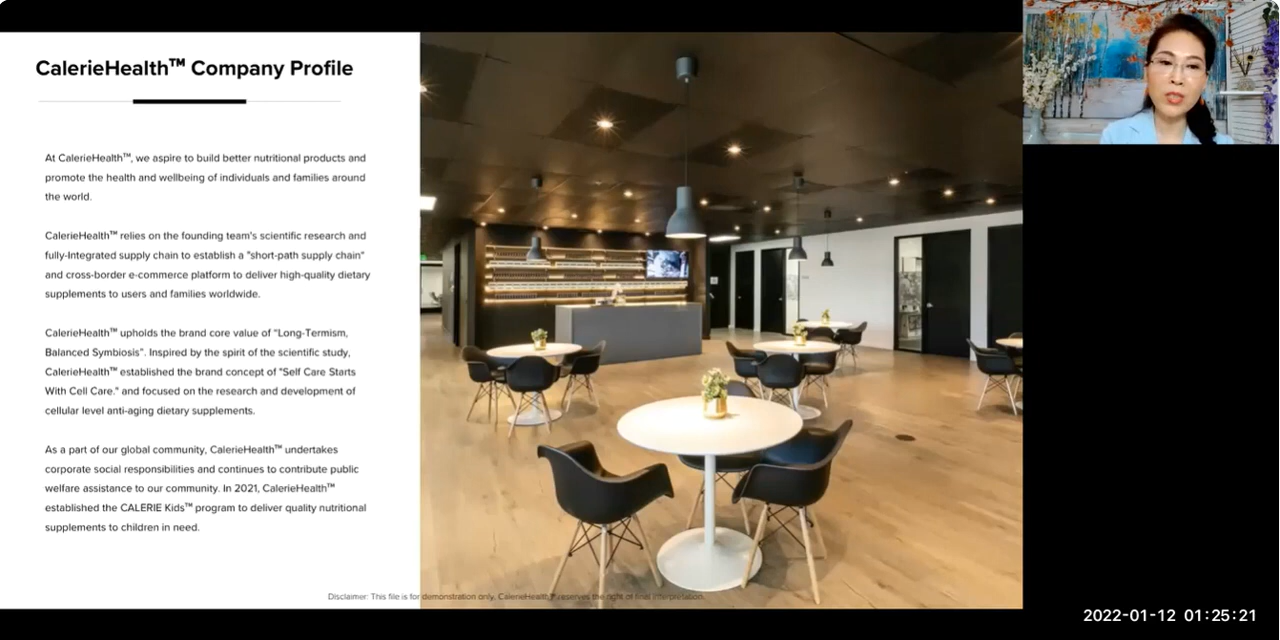 CalerieHealth™ Company Profile
At CalerieHealth™, we aspire to build better nutritional products and
promote the health and wellbeing of individuals and families around
the world.
CalerieHealth™ relies on the founding team's scientific research and
fully-Integrated supply chain to establish a "short-path supply chain"
and cross-border e-commerce platform to deliver high-quality dietary
supplements to users and families worldwide.
CalerieHealth™ upholds the brand core value of "Long-Termism,
Balanced Symbiosis". Inspired by the spirit of the scientific study,
CalerieHealth™ established the brand concept of "Self Care Starts
With Cell Care." and focused on the research and development of
cellular level anti-aging dietary supplements.
As a part of our global community, CalerieHealth™ undertakes
corporate social responsibilities and continues to contribute public
welfare assistance to our community. In 2021, CalerieHealth™
established the CALERIE Kids™ program to deliver quality nutritional
supplements to children in need.
Disclaimer: This file is for demonstration only. CalerieHealth™ reserves the right of final interpretation.
2022-01-12 01:25:21